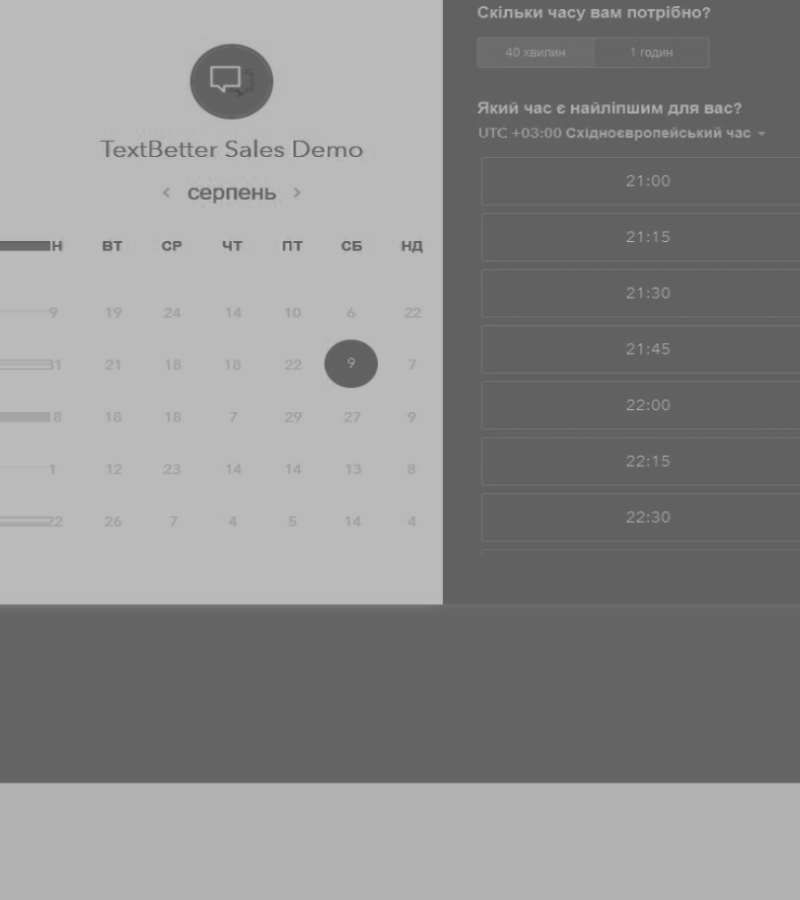 TextBetter Sales Demo
серпень
Н ВТ СР ЧТ ПТ СБ НД
9 19 24 14 10 6 22
31 21 18 18 22 9 7
8 18 18 7 29 27 9
1 12 23 14 14 13 8
22 26 7 4 5 14 4
Скільки часу вам потрібно?
40 хвилин 1 годин
Який час є найліпшим для вас?
UTC +03:00 Східноєвропейський час
21:00
21:15
21:30
21:45
22:00
22:15
22:30